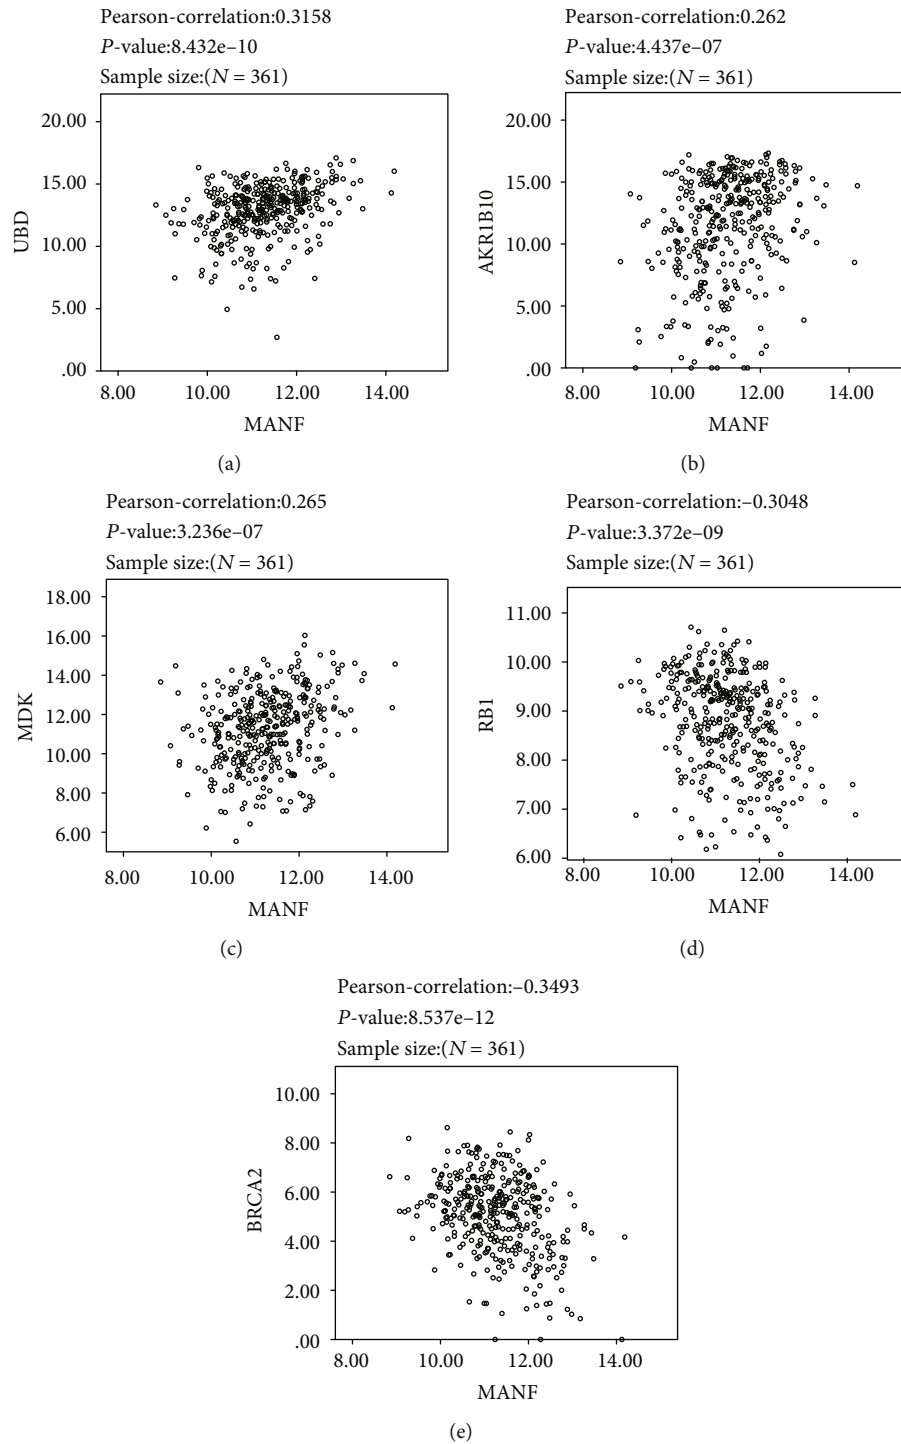 Pearson-correlation:0.3158
P-value:8.432e–10
Sample size:(N = 361)
20.00
15.00
10.00
5.00
.00
UBD
8.00 10.00 12.00 14.00
MANF
(a)
Pearson-correlation:0.262
P-value:4.437e–07
Sample size:(N = 361)
20.00
15.00
10.00
5.00
.00
AKR1B10
8.00 10.00 12.00 14.00
MANF
(b)
Pearson-correlation:0.265
P-value:3.236e–07
Sample size:(N = 361)
18.00
16.00
14.00
12.00
10.00
8.00
6.00
MDK
8.00 10.00 12.00 14.00
MANF
(c)
Pearson-correlation:–0.3048
P-value:3.372e–09
Sample size:(N = 361)
11.00
10.00
9.00
8.00
7.00
6.00
RB1
8.00 10.00 12.00 14.00
MANF
(d)
Pearson-correlation:–0.3493
P-value:8.537e–12
Sample size:(N = 361)
10.00
8.00
6.00
4.00
2.00
.00
BRCA2
8.00 10.00 12.00 14.00
MANF
(e)